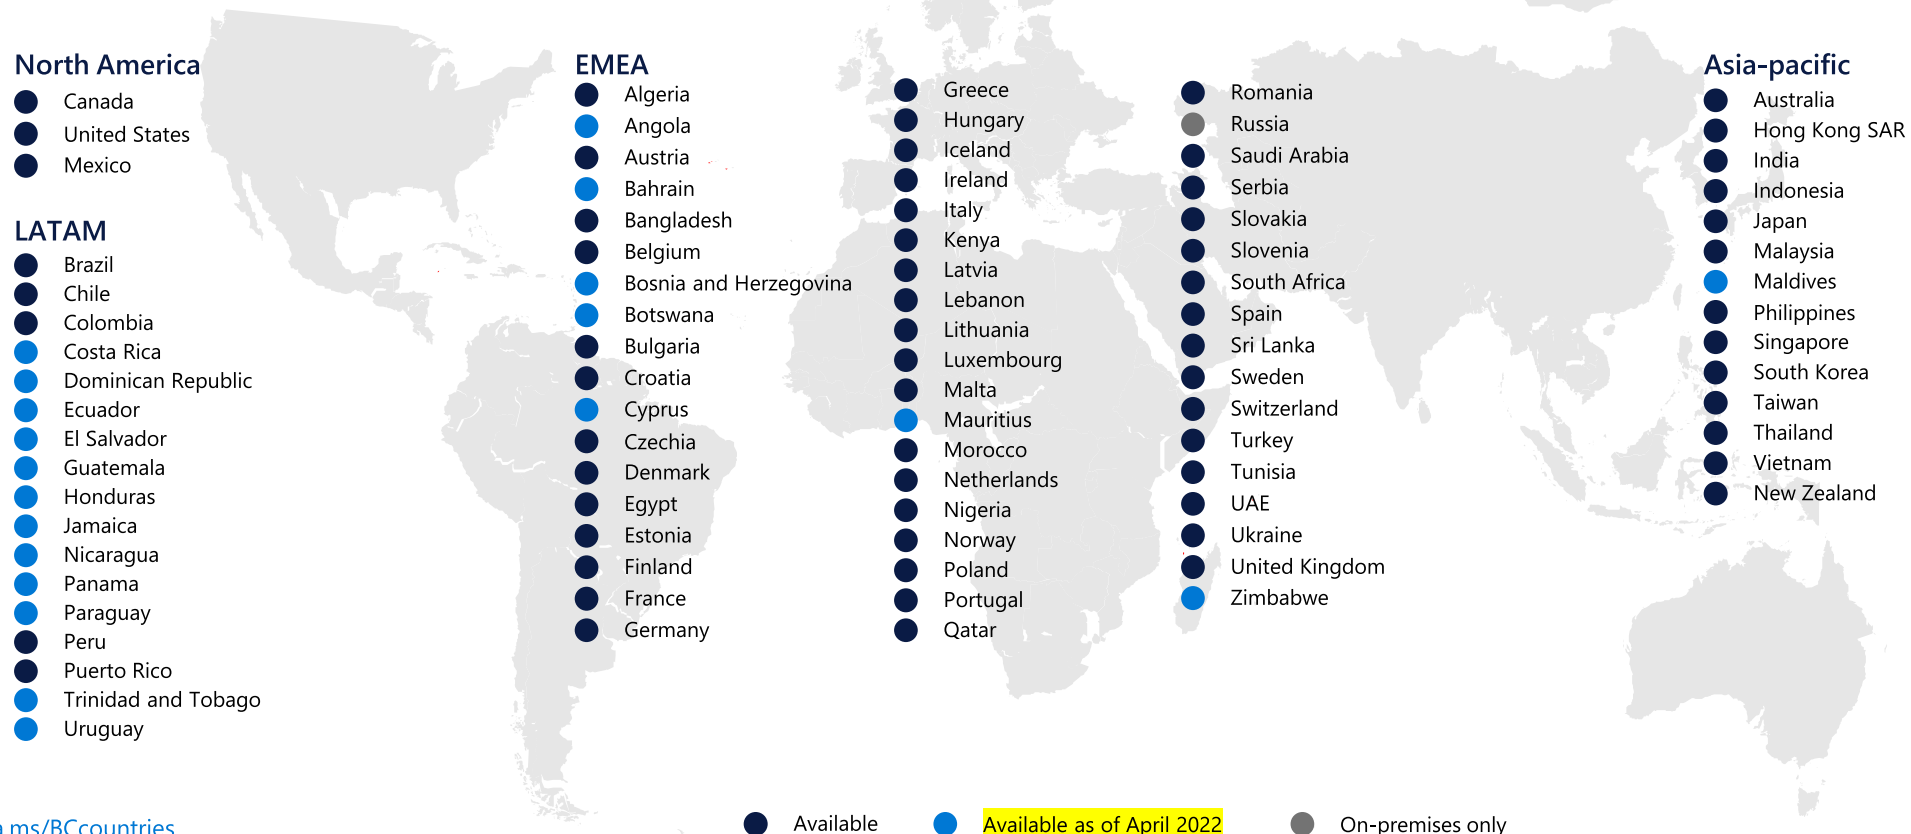 North America
Canada
United States
Mexico
LATAM
Brazil
Chile
Colombia
Costa Rica
Dominican Republic
Ecuador
El Salvador
Guatemala
Honduras
Jamaica
Nicaragua
Panama
Paraguay
Peru
Puerto Rico
Trinidad and Tobago
Uruguay
EMEA
Algeria
Angola
Austria
Bahrain
Bangladesh
Belgium
Bosnia and Herzegovina
Botswana
Bulgaria
Croatia
Cyprus
Czechia
Denmark
Egypt
Estonia
Finland
France
Germany
Greece
Hungary
Iceland
Ireland
Italy
Kenya
Latvia
Lebanon
Lithuania
Luxembourg
Malta
Mauritius
Morocco
Netherlands
Nigeria
Norway
Poland
Portugal
Qatar
Romania
Russia
Saudi Arabia
Serbia
Slovakia
Slovenia
South Africa
Spain
Sri Lanka
Sweden
Switzerland
Turkey
Tunisia
UAE
Ukraine
United Kingdom
Zimbabwe
Asia-pacific
Australia
Hong Kong SAR
India
Indonesia
Japan
Malaysia
Maldives
Philippines
Singapore
South Korea
Taiwan
Thailand
Vietnam
New Zealand
ms/BCcountries
Available
Available as of April 2022
On-premises only